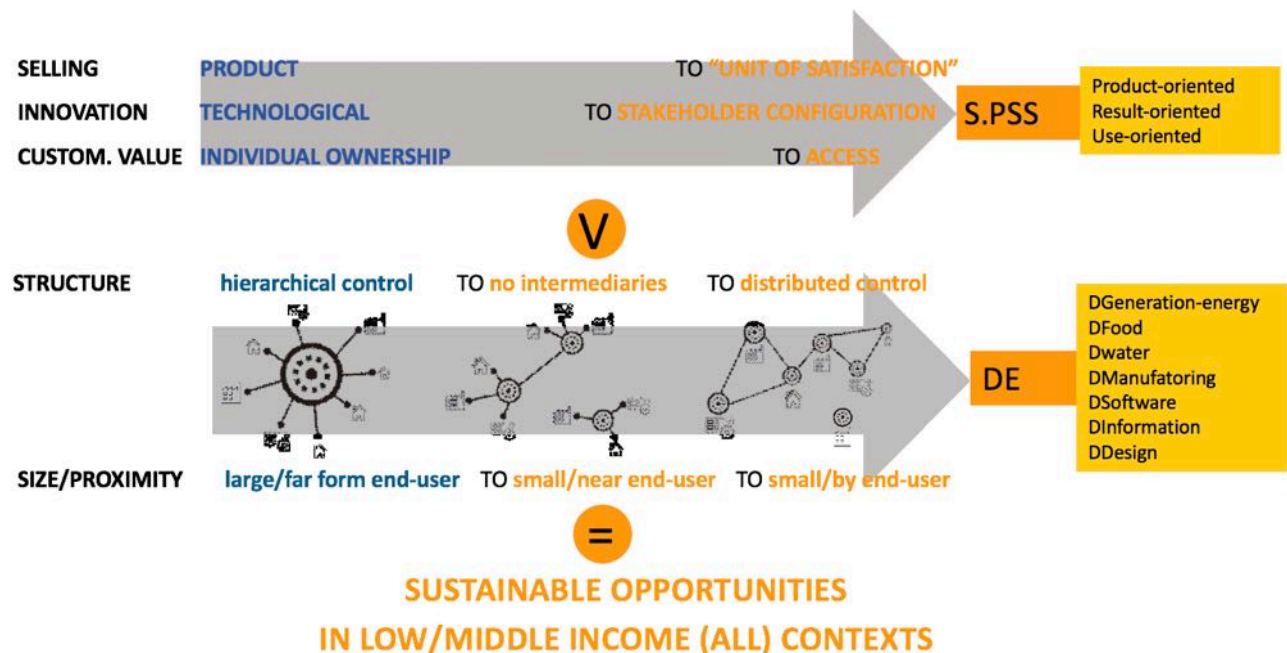 SELLING PRODUCT TO “UNIT OF SATISFACTION”
INNOVATION TECHNOLOGICAL TO STAKEHOLDER CONFIGURATION
CUSTOM. VALUE INDIVIDUAL OWNERSHIP TO ACCESS
S.PSS
Product-oriented
Result-oriented
Use-oriented
V
STRUCTURE hierarchical control TO no intermediaries TO distributed control
DE
DGeneration-energy
DFood
Dwater
DManufatoring
DSoftware
DInformation
DDesign
SIZE/PROXIMITY large/far form end-user TO small/near end-user TO small/by end-user
=
SUSTAINABLE OPPORTUNITIES
IN LOW/MIDDLE INCOME (ALL) CONTEXTS